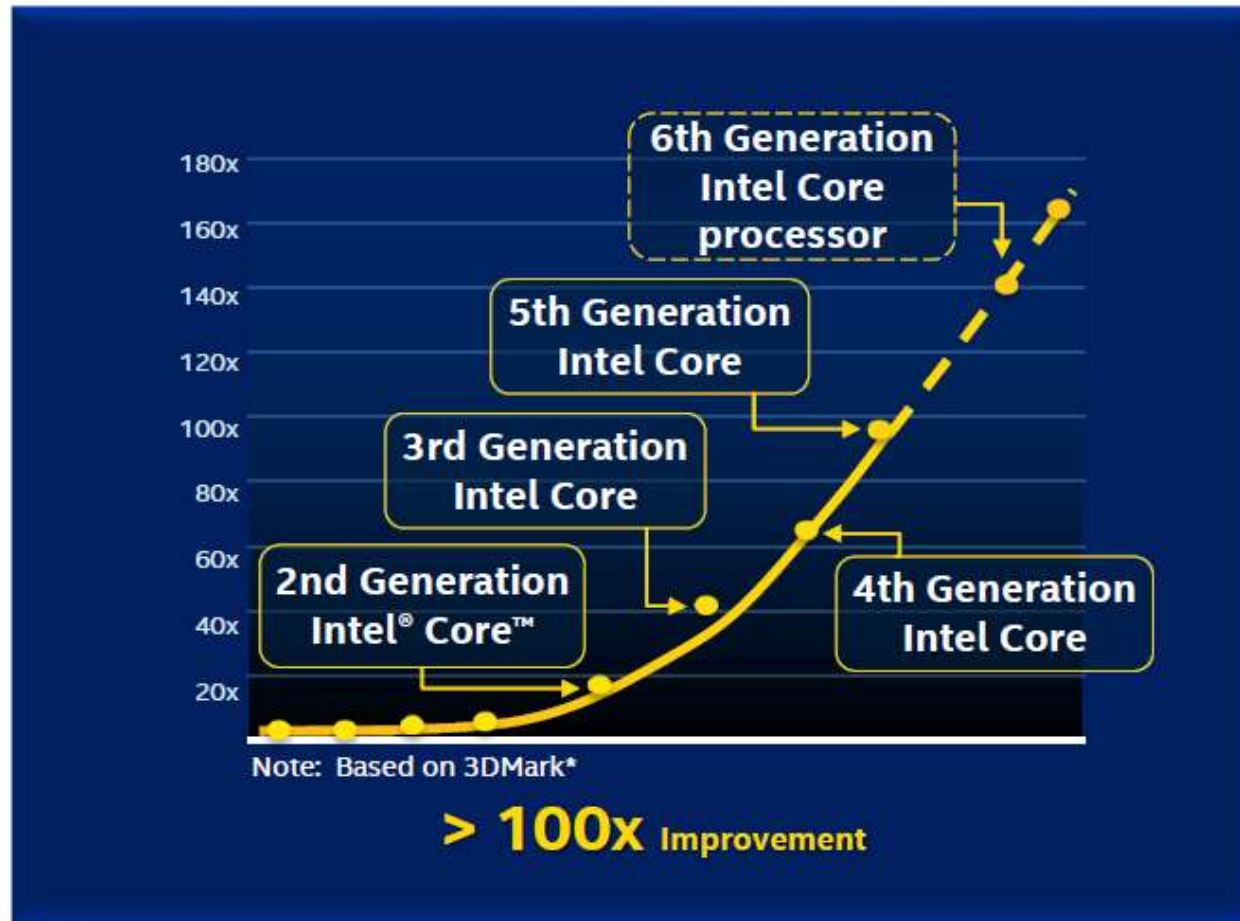 6th Generation
Intel Core
processor
180x
160x
140x
5th Generation
Intel Core
120x
100x
3rd Generation
Intel Core
80x
60x
2nd Generation
Intel® Core™
4th Generation
Intel Core
40x
20x
Note: Based on 3DMark*
> 100x Improvement